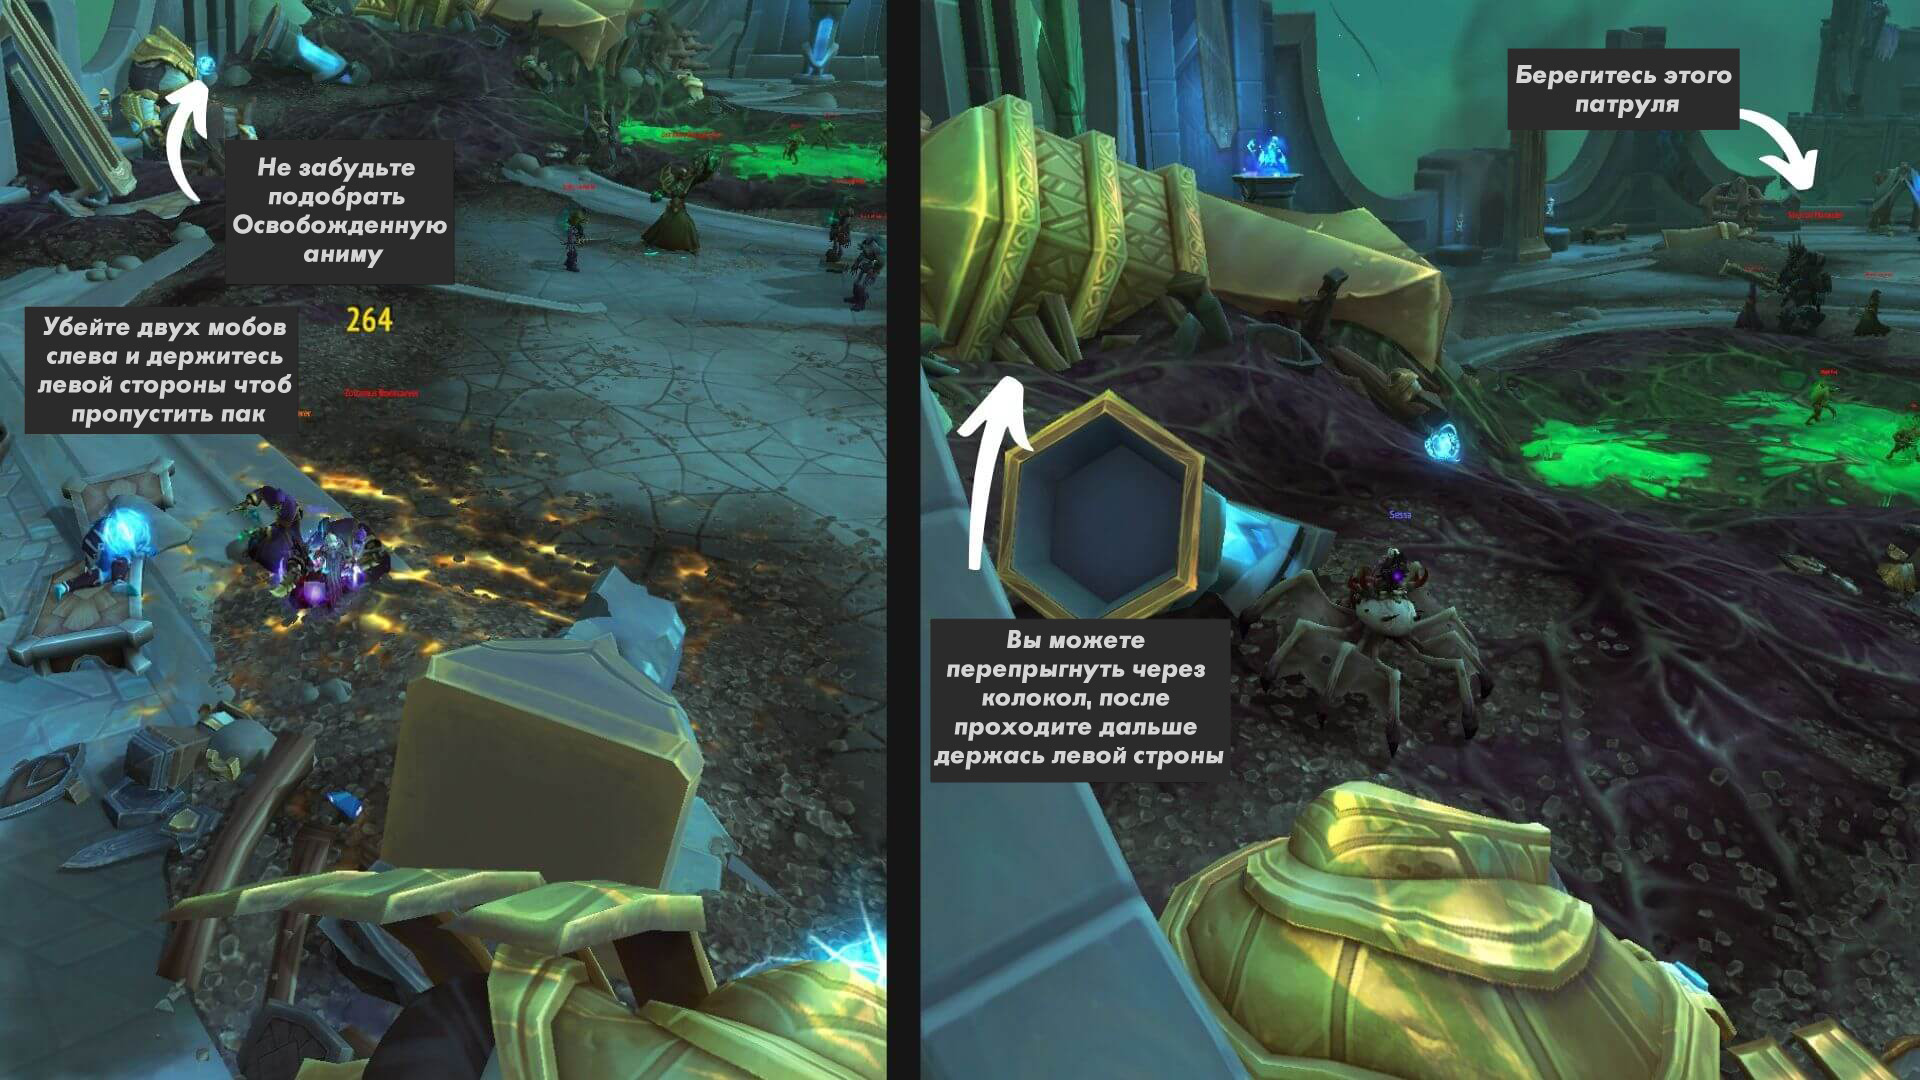 Не забудьте
подобрать
Освобожденную
аниму
264
Убейте двух мобов
слева и держитесь
левой стороны чтоб
пропустить пак
Берегитесь этого
патруля
Sessa
Вы можете
перепрыгнуть через
колокол, после
проходите дальше
держась левой строны